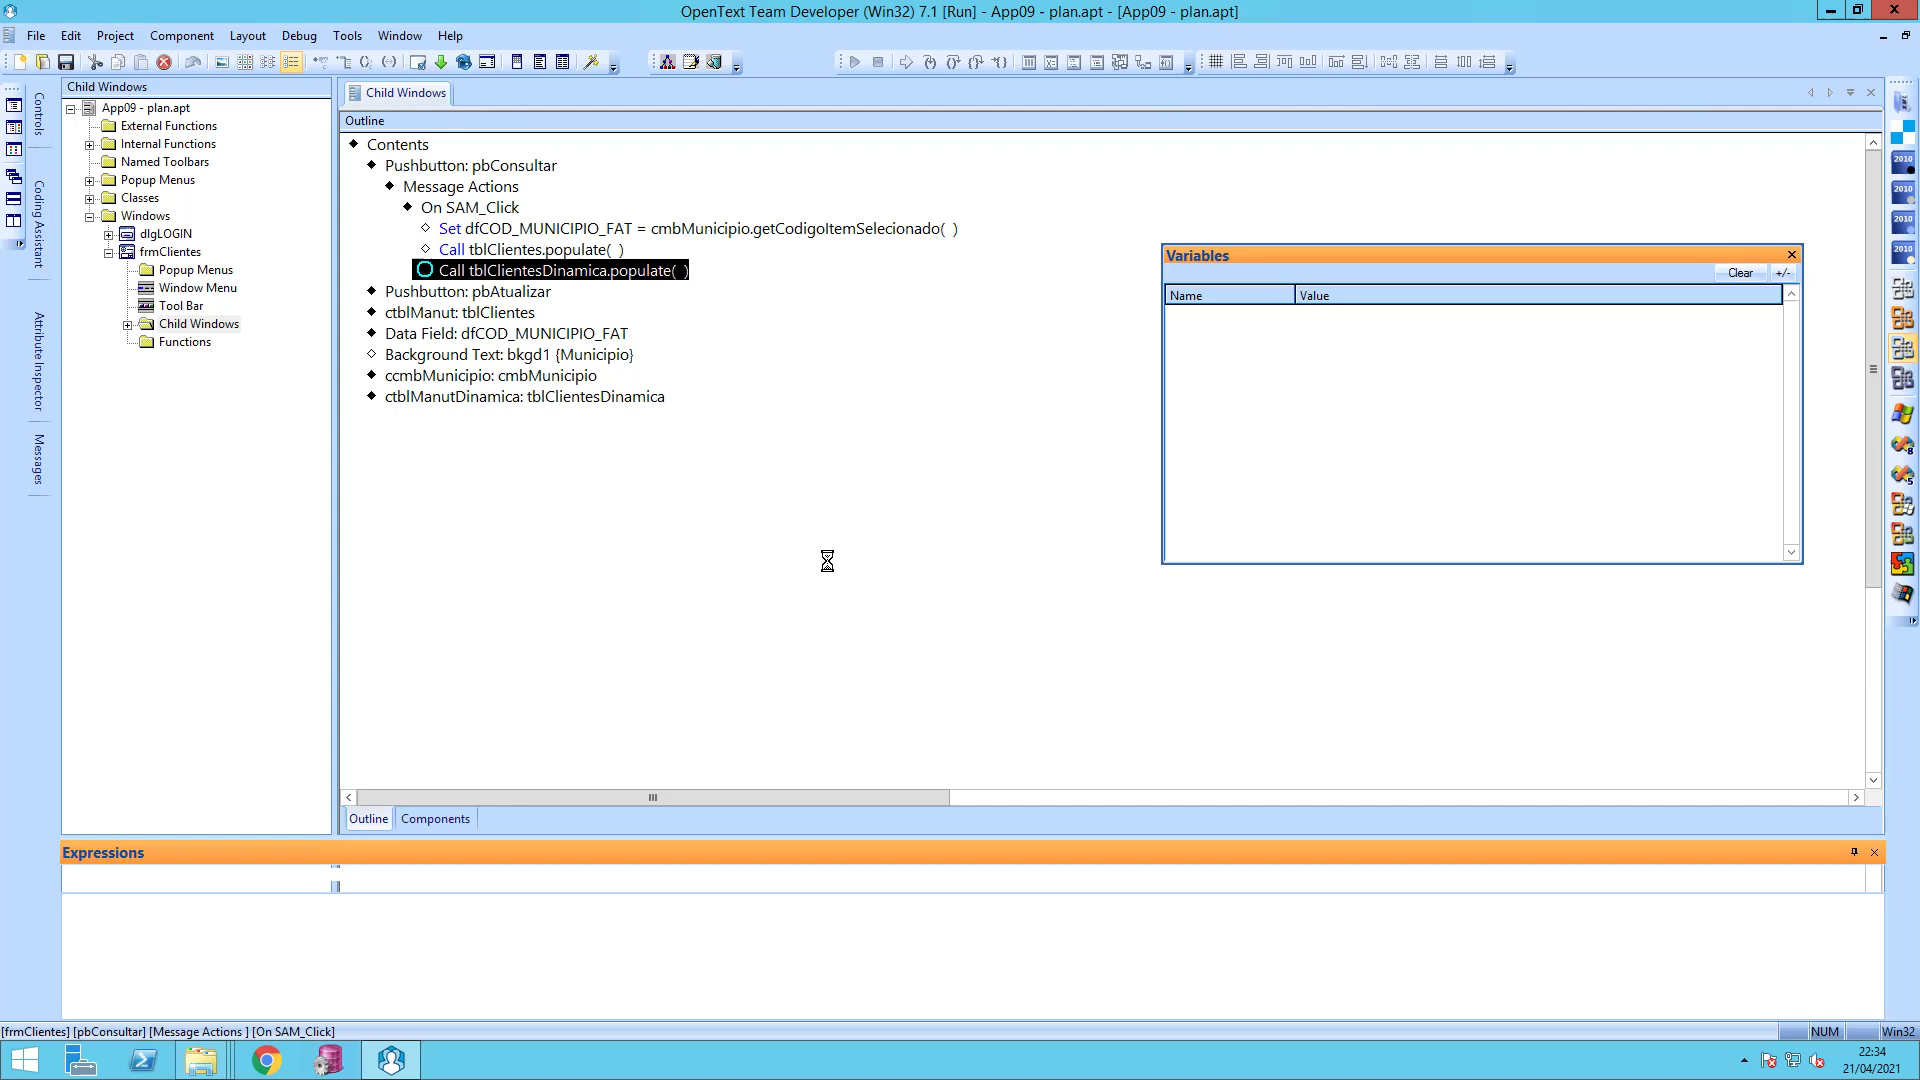 OpenText Team Developer (Win32) 7.1 [Run] - App09 - plan.apt - [App09 - plan.apt]
File Edit Project Component Layout Debug Tools Window Help
Child Windows
App09 - plan.apt
External Functions
Internal Functions
Named Toolbars
Popup Menus
Classes
Windows
dlgLOGIN
frmClientes
Popup Menus
Window Menu
Tool Bar
Child Windows
Functions
Controls
Coding Assistant
Attribute Inspector
Messages
Child Windows
Outline
Contents
Pushbutton: pbConsultar
Message Actions
On SAM_Click
Set dfCOD_MUNICIPIO_FAT = cmbMunicipio.getCodigoItemSelecionado( )
Call tblClientes.populate( )
Call tblClientesDinamica.populate( )
Pushbutton: pbAtualizar
ctblManut: tblClientes
Data Field: dfCOD_MUNICIPIO_FAT
Background Text: bkgd1 {Municipio}
ccmbMunicipio: cmbMunicipio
ctblManutDinamica: tblClientesDinamica
Variables
Clear +/-
Name Value
2010
2010
2010
2010
Outline Components
Expressions
[frmClientes] [pbConsultar] [Message Actions ] [On SAM_Click]
NUM Win32
22:34
21/04/2021